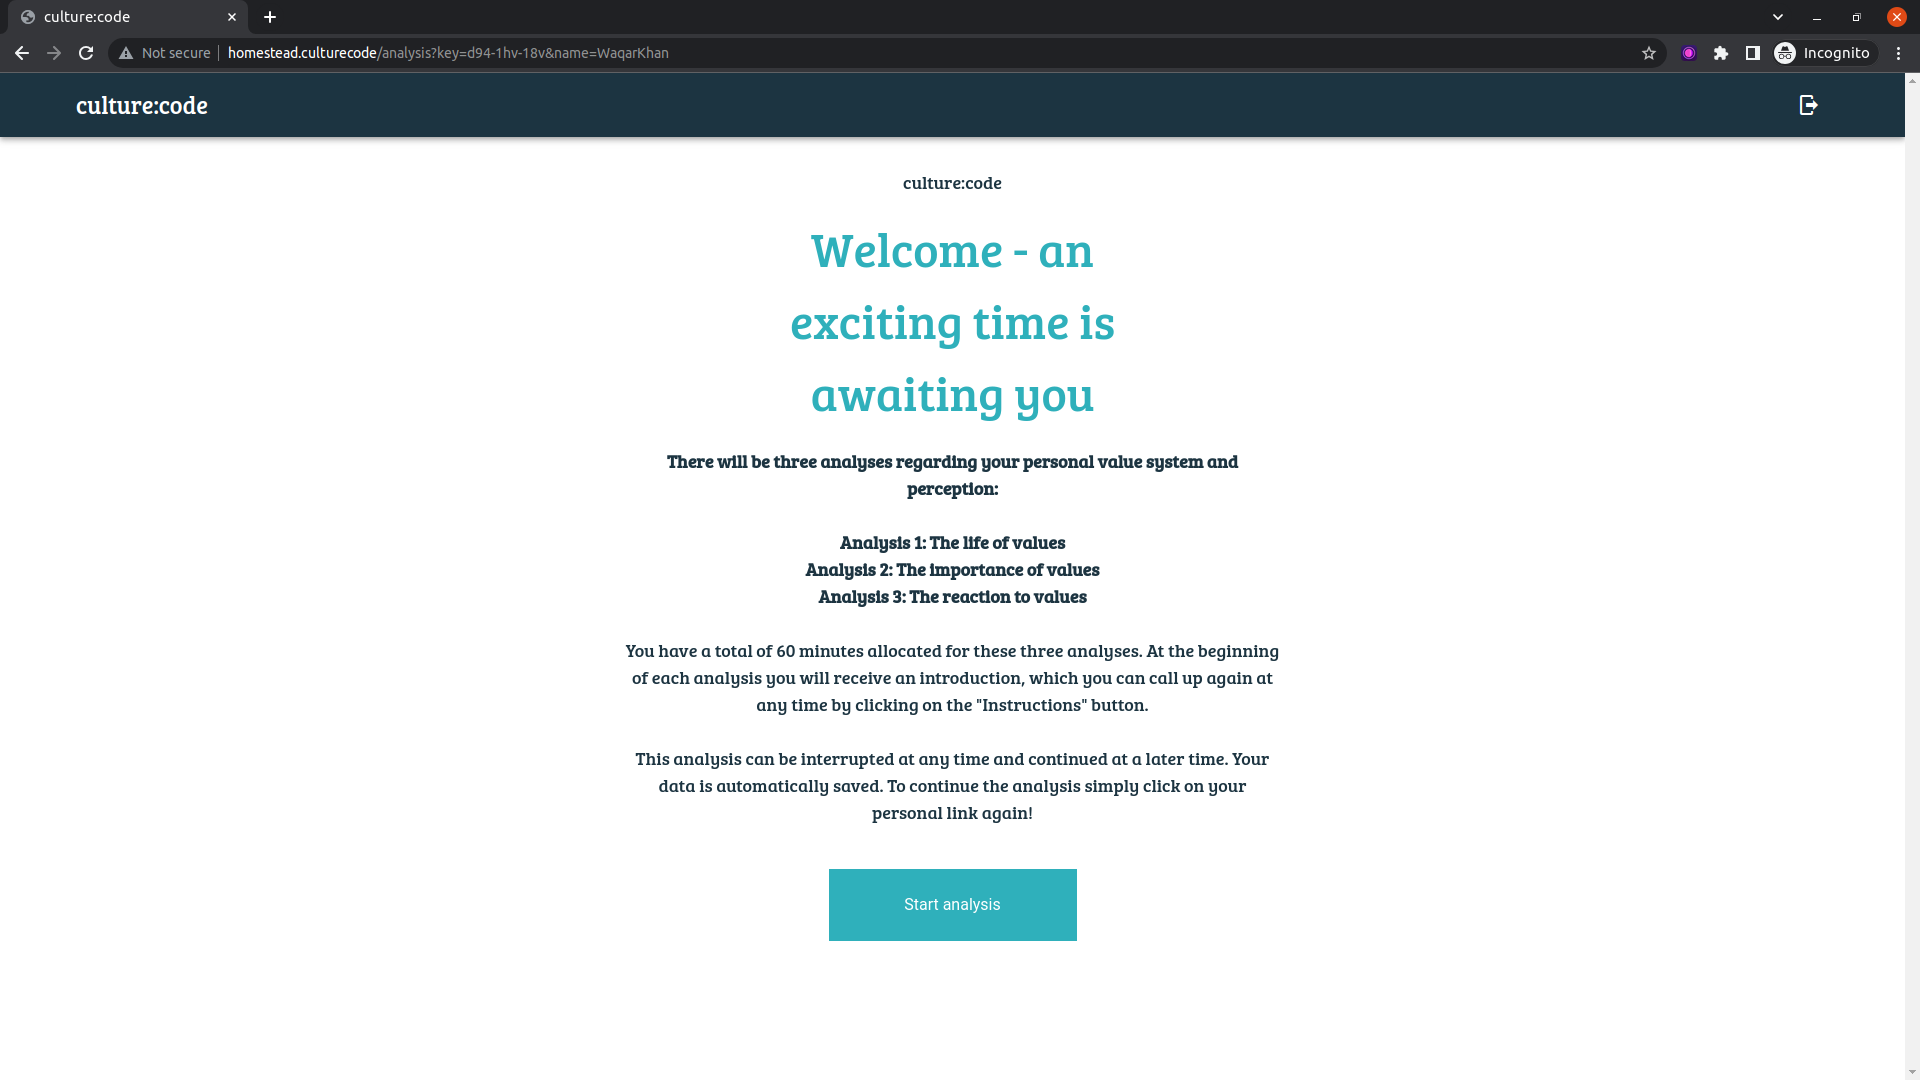 culture:code
Not secure
homestead.culturecode/analysis?key=d94-1hv-18v&name=WaqarKhan
Incognito
culture:code
culture:code
Welcome - an
exciting time is
awaiting you
There will be three analyses regarding your personal value system and
perception:
Analysis 1: The life of values
Analysis 2: The importance of values
Analysis 3: The reaction to values
You have a total of 60 minutes allocated for these three analyses. At the beginning
of each analysis you will receive an introduction, which you can call up again at
any time by clicking on the "Instructions" button.
This analysis can be interrupted at any time and continued at a later time. Your
data is automatically saved. To continue the analysis simply click on your
personal link again!
Start analysis